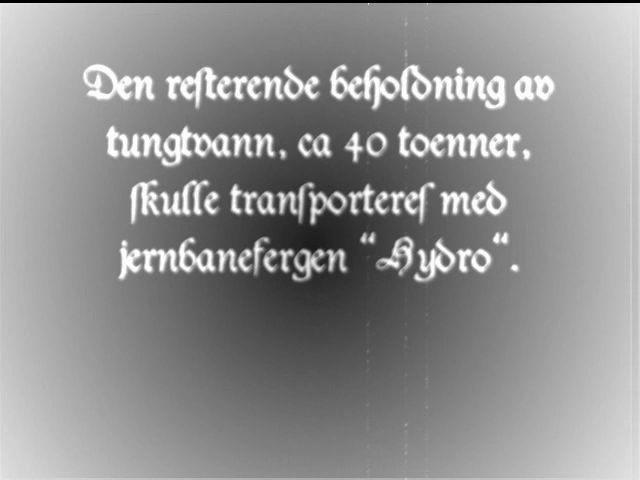 Den reſterende beholdning av
tungtvann, ca 40 toenner,
ſkulle tranſportereſ med
jernbanefergen “Hydro“.